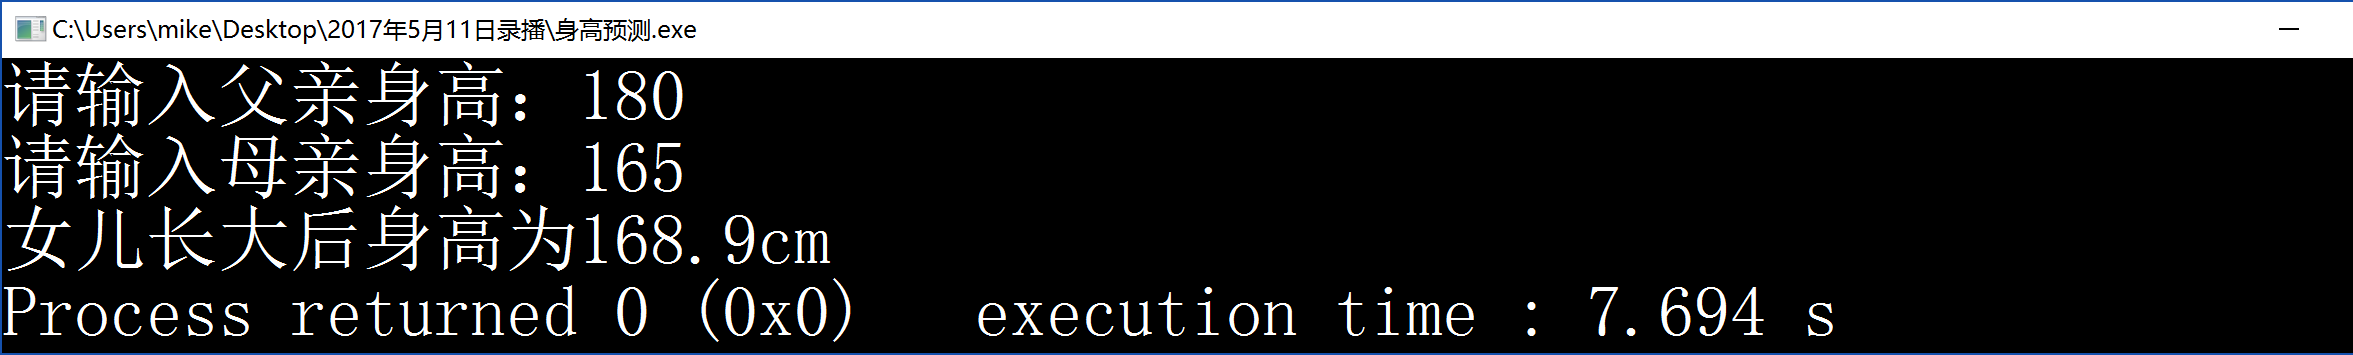 C:\Users\mike\Desktop\2017年5月11日录播\身高预测.exe
请输入父亲身高：180
请输入母亲身高：165
女儿长大后身高为168.9cm
Process returned 0 (0x0)   execution time : 7.694 s